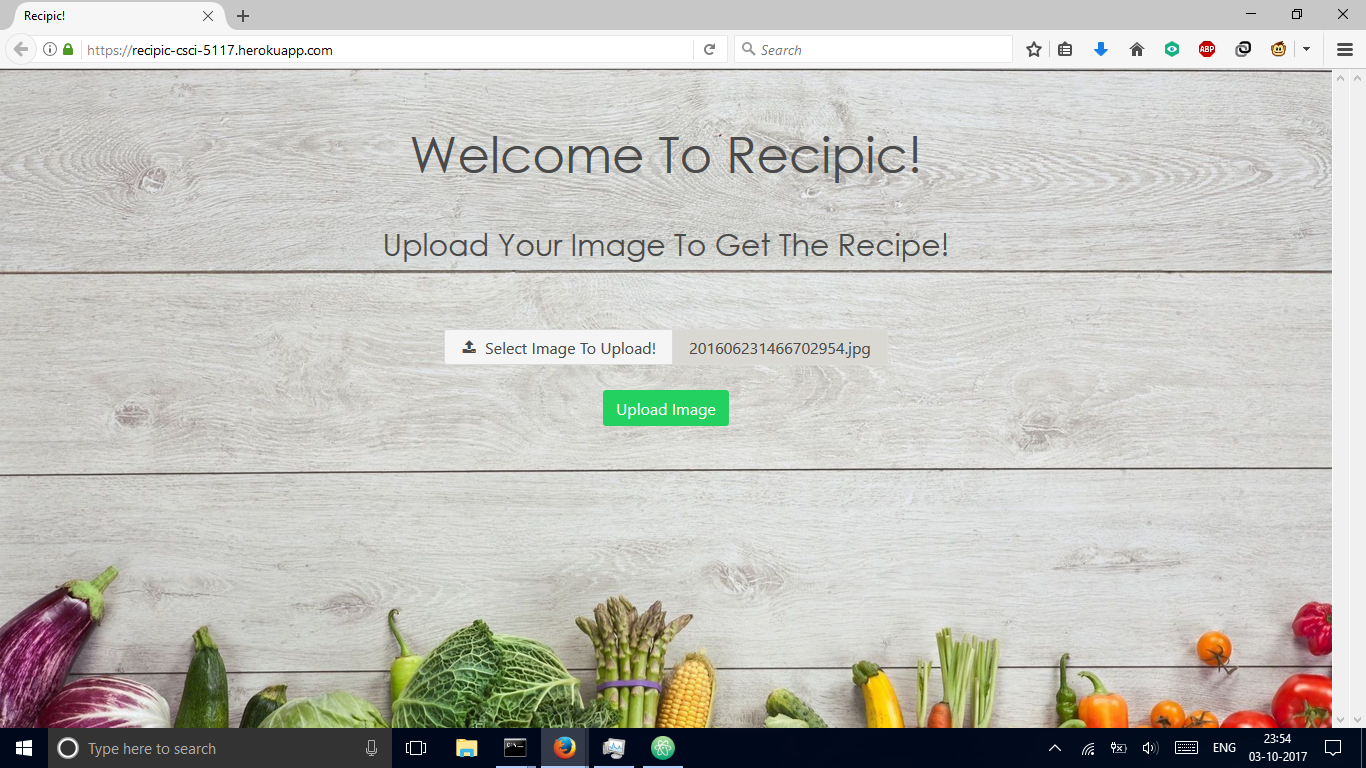 Recipic!
https://recipic-csci-5117.herokuapp.com
Search
ABP
Welcome To Recipic!
Upload Your Image To Get The Recipe!
Select Image To Upload!
201606231466702954.jpg
Upload Image
Type here to search
ENG
23:54
03-10-2017